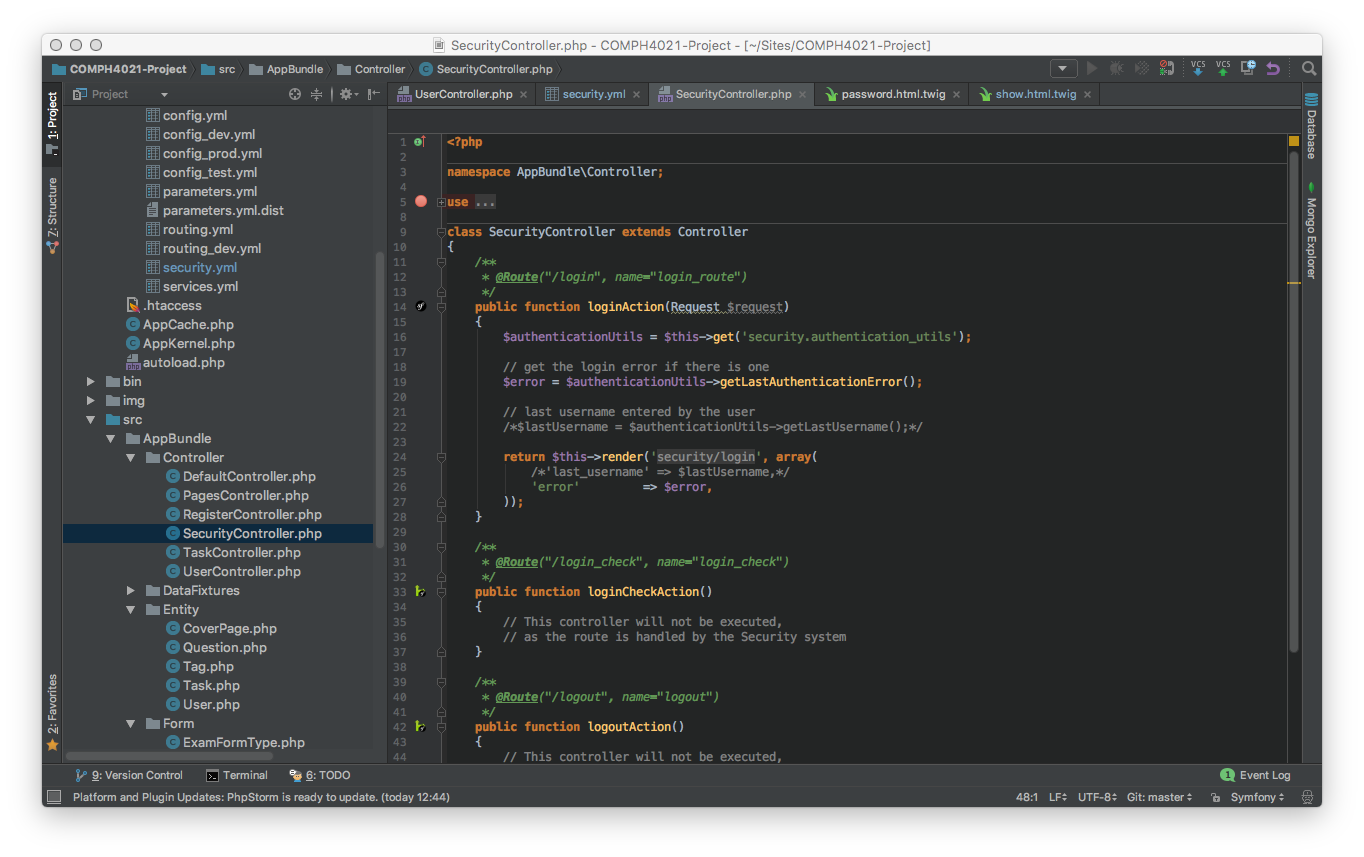 SecurityController.php - COMPH4021-Project - [~/Sites/COMPH4021-Project]
COMPH4021-Project src AppBundle Controller SecurityController.php
VCS VCS
Project
UserController.php security.yml SecurityController.php password.html.twig show.html.twig
1: Project
Z: Structure
2: Favorites
config.yml
config_dev.yml
config_prod.yml
config_test.yml
parameters.yml
parameters.yml.dist
routing.yml
routing_dev.yml
security.yml
services.yml
.htaccess
AppCache.php
AppKernel.php
autoload.php
bin
img
src
AppBundle
Controller
DefaultController.php
PagesController.php
RegisterController.php
SecurityController.php
TaskController.php
UserController.php
DataFixtures
Entity
CoverPage.php
Question.php
Tag.php
Task.php
User.php
Form
ExamFormType.php
1 <?php
2
3 namespace AppBundle\Controller;
4
5 use ...
8
9 class SecurityController extends Controller
10 {
11 /**
12 * @Route("/login", name="login_route")
13 */
14 public function loginAction(Request $request)
15 {
16 $authenticationUtils = $this->get('security.authentication_utils');
17
18 // get the login error if there is one
19 $error = $authenticationUtils->getLastAuthenticationError();
20
21 // last username entered by the user
22 /*$lastUsername = $authenticationUtils->getLastUsername();*/
23
24 return $this->render('security/login', array(
25 /*'last_username' => $lastUsername,*/
26 'error' => $error,
27 ));
28 }
29
30 /**
31 * @Route("/login_check", name="login_check")
32 */
33 public function loginCheckAction()
34 {
35 // This controller will not be executed,
36 // as the route is handled by the Security system
37 }
38
39 /**
40 * @Route("/logout", name="logout")
41 */
42 public function logoutAction()
43 {
44 // This controller will not be executed,
Database
Mongo Explorer
9: Version Control Terminal 6: TODO 1 Event Log
Platform and Plugin Updates: PhpStorm is ready to update. (today 12:44) 48:1 LF UTF-8 Git: master Symfony